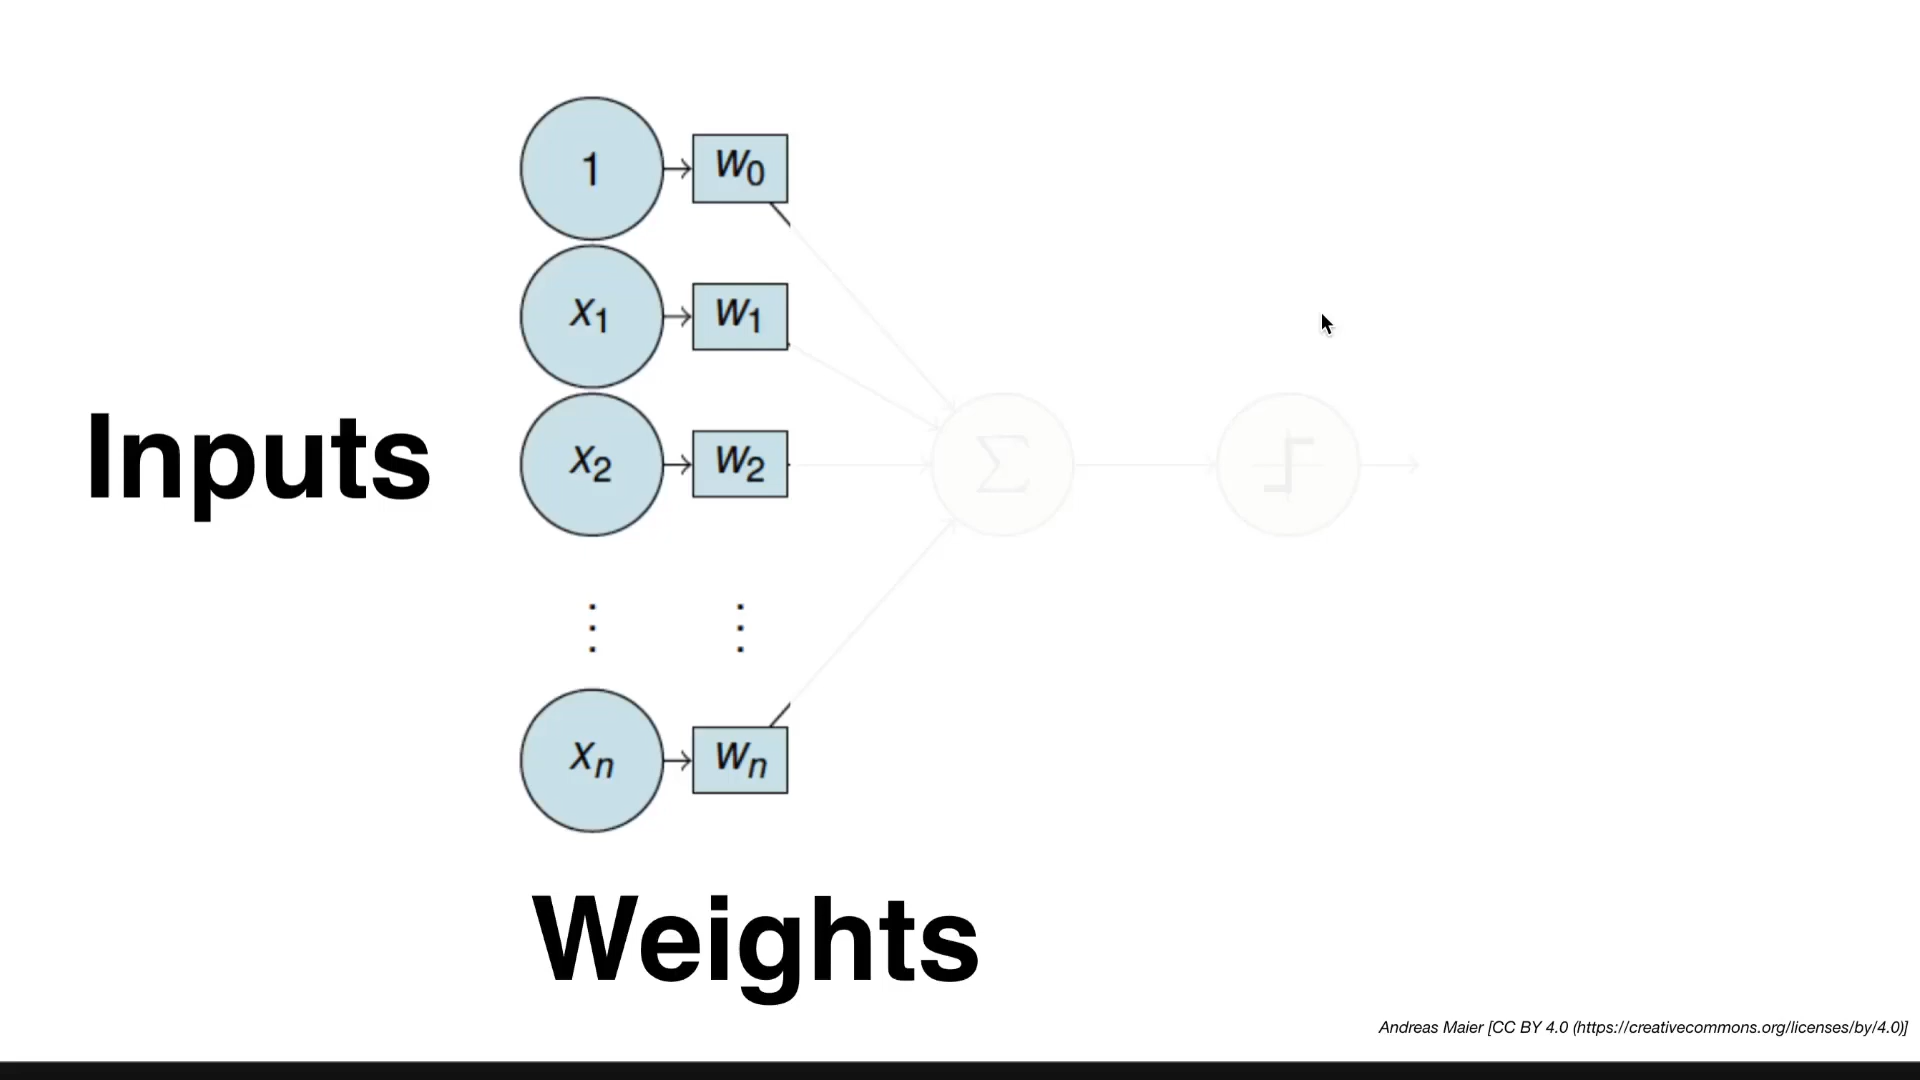 1 w0
x1 w1
Inputs x2 w2 Σ
⋮ ⋮
xn wn
Weights
Andreas Maier [CC BY 4.0 (https://creativecommons.org/licenses/by/4.0)]